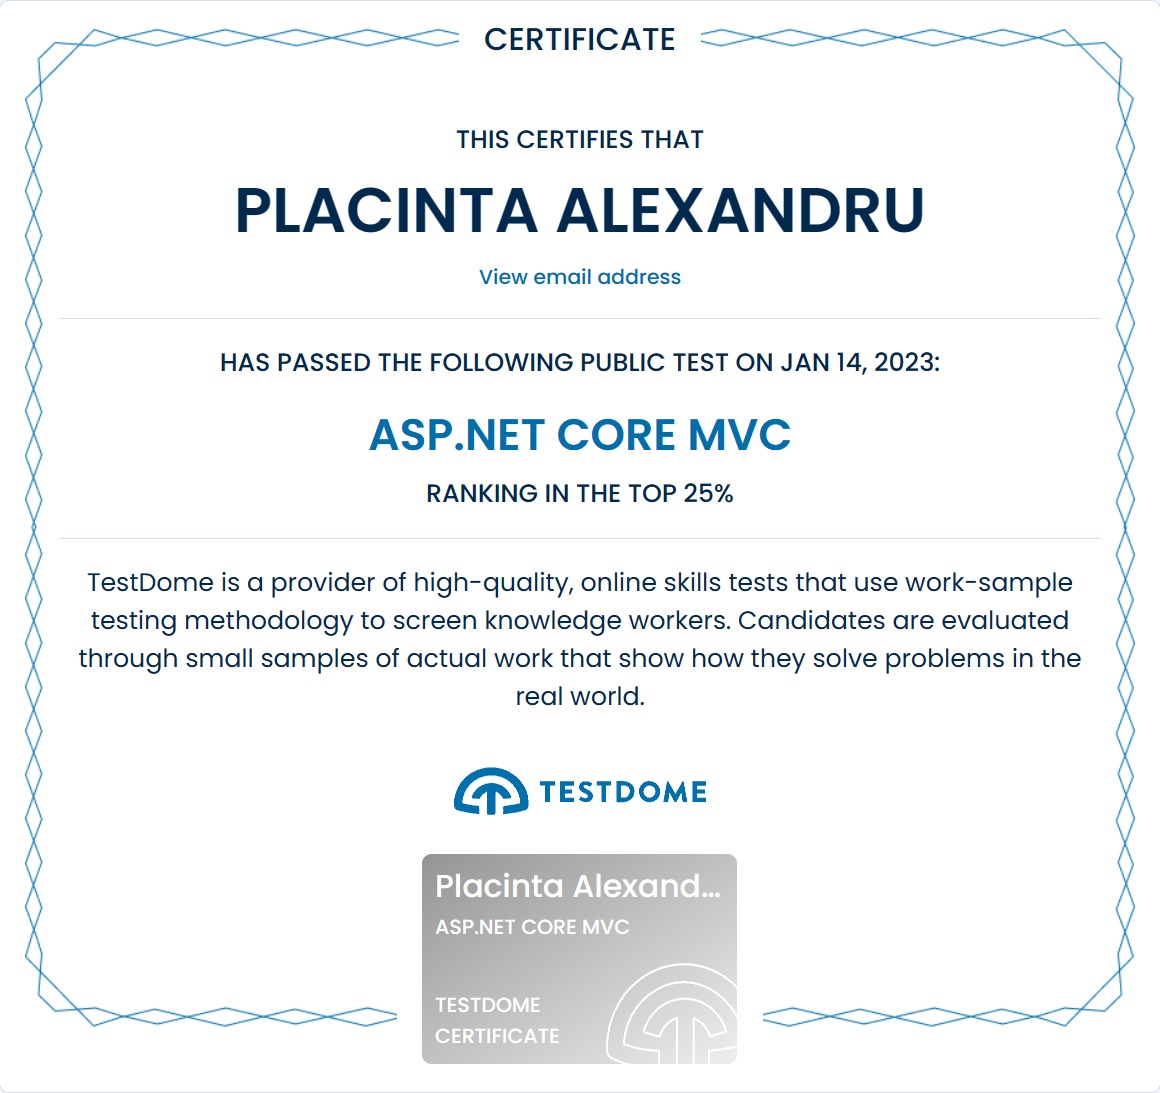 CERTIFICATE
THIS CERTIFIES THAT
PLACINTA ALEXANDRU
View email address
HAS PASSED THE FOLLOWING PUBLIC TEST ON JAN 14, 2023:
ASP.NET CORE MVC
RANKING IN THE TOP 25%
TestDome is a provider of high-quality, online skills tests that use work-sample
testing methodology to screen knowledge workers. Candidates are evaluated
through small samples of actual work that show how they solve problems in the
real world.
TESTDOME
Placinta Alexand...
ASP.NET CORE MVC
TESTDOME
CERTIFICATE